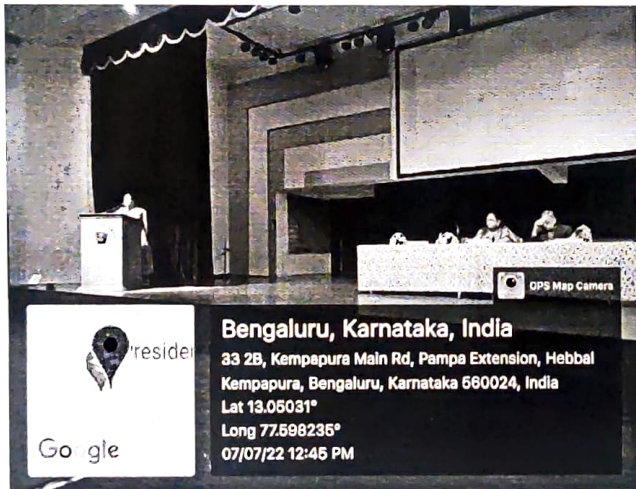 GPS Map Camera
Bengaluru, Karnataka, India
33 2B, Kempapura Main Rd, Pampa Extension, Hebbal
Kempapura, Bengaluru, Karnataka 560024, India
Lat 13.05031°
Long 77.598235°
07/07/22 12:45 PM
residen
Google